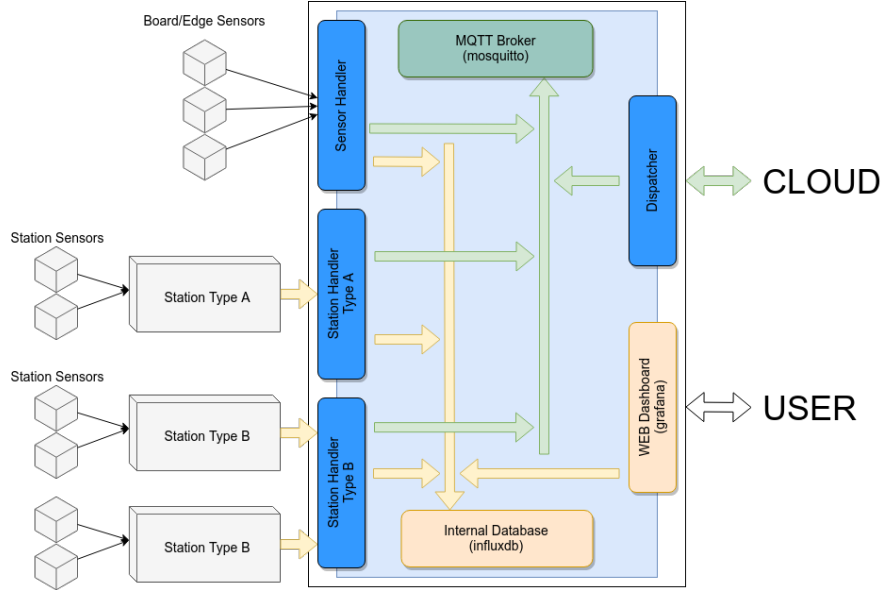 Board/Edge Sensors
MQTT Broker
(mosquitto)
Sensor Handler
Dispatcher
CLOUD
Station Sensors
Station Type A
Station Handler
Type A
Station Sensors
Station Type B
Station Handler
Type B
WEB Dashboard
(grafana)
USER
Station Type B
Internal Database
(influxdb)